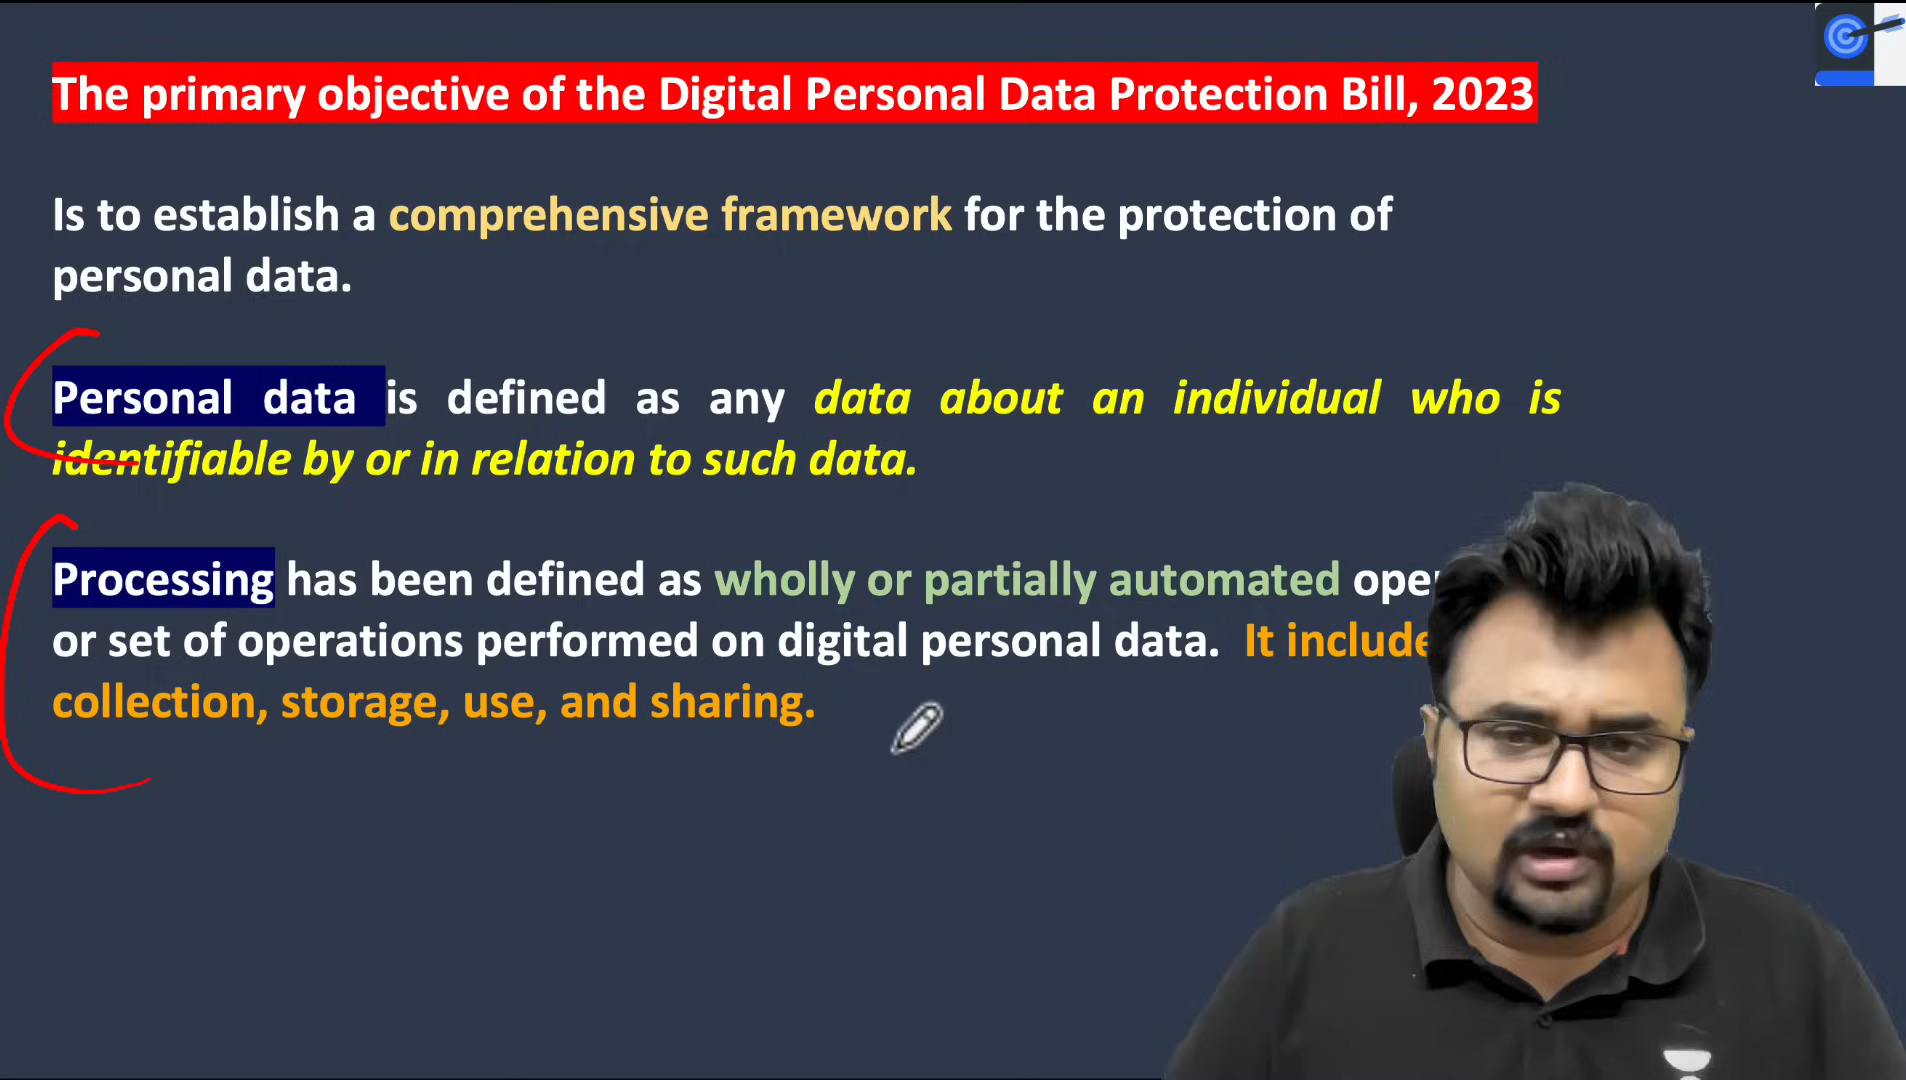 The primary objective of the Digital Personal Data Protection Bill, 2023
Is to establish a comprehensive framework for the protection of
personal data.
Personal data is defined as any data about an individual who is
identifiable by or in relation to such data.
Processing has been defined as wholly or partially automated
or set of operations performed on digital personal data. It
collection, storage, use, and sharing.